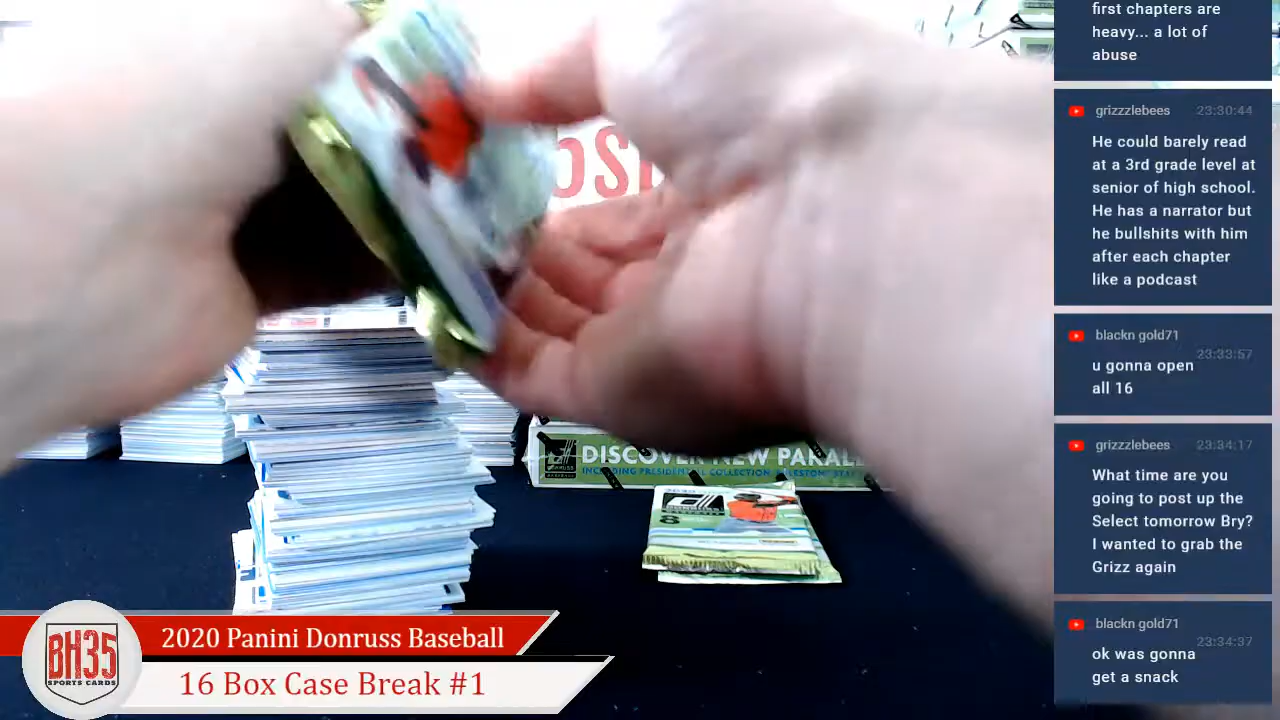 first chapters are
heavy... a lot of
abuse
grizzzlebees 23:30:44
He could barely read
at a 3rd grade level at
senior of high school.
He has a narrator but
he bullshits with him
after each chapter
like a podcast
blackn gold71
23:33:57
u gonna open
all 16
grizzzlebees 23:34:17
What time are you
going to post up the
Select tomorrow Bry?
I wanted to grab the
Grizz again
blackn gold71
23:34:37
ok was gonna
get a snack
DISCOVER NEW PARALL
8
BH35
SPORTS CARDS
2020 Panini Donruss Baseball
16 Box Case Break #1